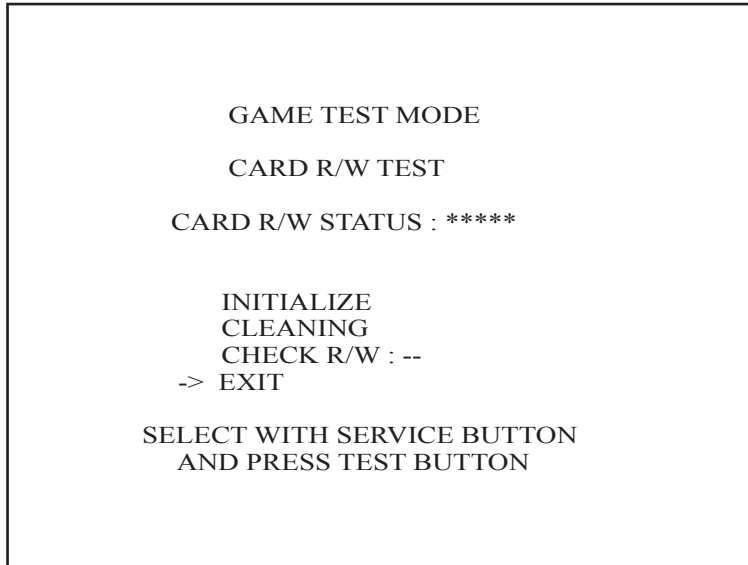 GAME TEST MODE
CARD R/W TEST
CARD R/W STATUS : *****
INITIALIZE
CLEANING
CHECK R/W : --
-> EXIT
SELECT WITH SERVICE BUTTON
AND PRESS TEST BUTTON